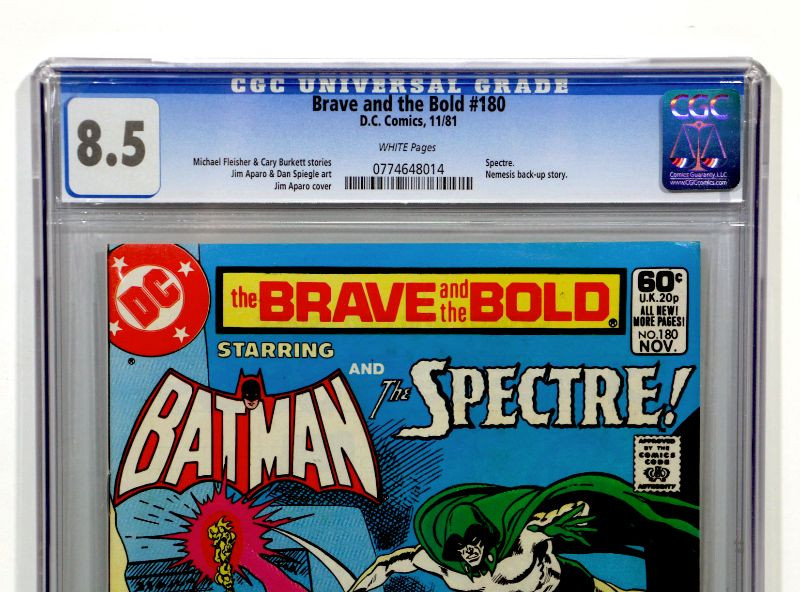 CGC UNIVERSAL GRADE
Brave and the Bold #180
D.C. Comics, 11/81
8.5
WHITE Pages
Michael Fleisher & Cary Burkett stories
Jim Aparo & Dan Spiegle art
Jim Aparo cover
0774648014
Spectre.
Nemesis back-up story.
CGC
Comics Guaranty, LLC
www.CGCcomics.com
DC
the BRAVE and the BOLD ®
60¢
U.K. 20p
ALL NEW!
MORE PAGES!
NO. 180
NOV.
®
STARRING
BATMAN
AND
The SPECTRE!
APPROVED
BY THE
COMICS
CODE
AUTHORITY